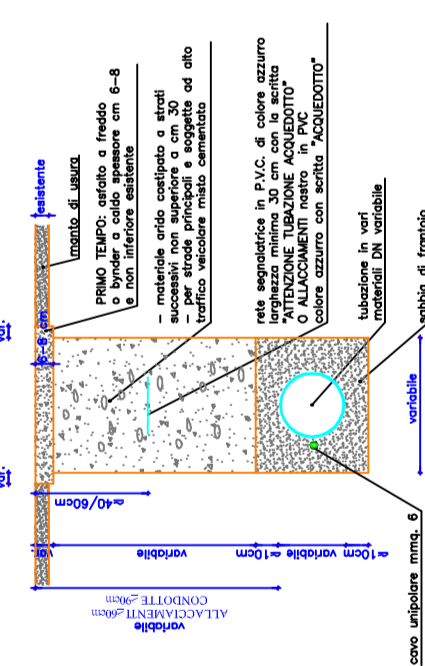 esistente
manto di usura
PRIMO TEMPO: asfalto a freddo
o bynder a caldo spessore cm 6-8
e non inferiore esistente
- materiale arido costipato a strati
successivi non superiore a cm 30
- per strade principali e soggette ad alto
traffico veicolare misto cementato
rete segnalatrice in P.V.C. di colore azzurro
larghezza minima 30 cm con la scritta
"ATTENZIONE TUBAZIONE ACQUEDOTTO"
O ALLACCIAMENTI nastro in PVC
colore azzurro con scritta "ACQUEDOTTO"
tubazione in vari
materiali DN variabile
sabbia di frantoio
variabile
var.
6-8 cm
var.
≃40/60cm
variabile
≃10cm
variabile
≃10cm
variabile
CONDOTTE ≥90cm
ALLACCIAMENTI ≥60cm
cavo unipolare mmq. 6